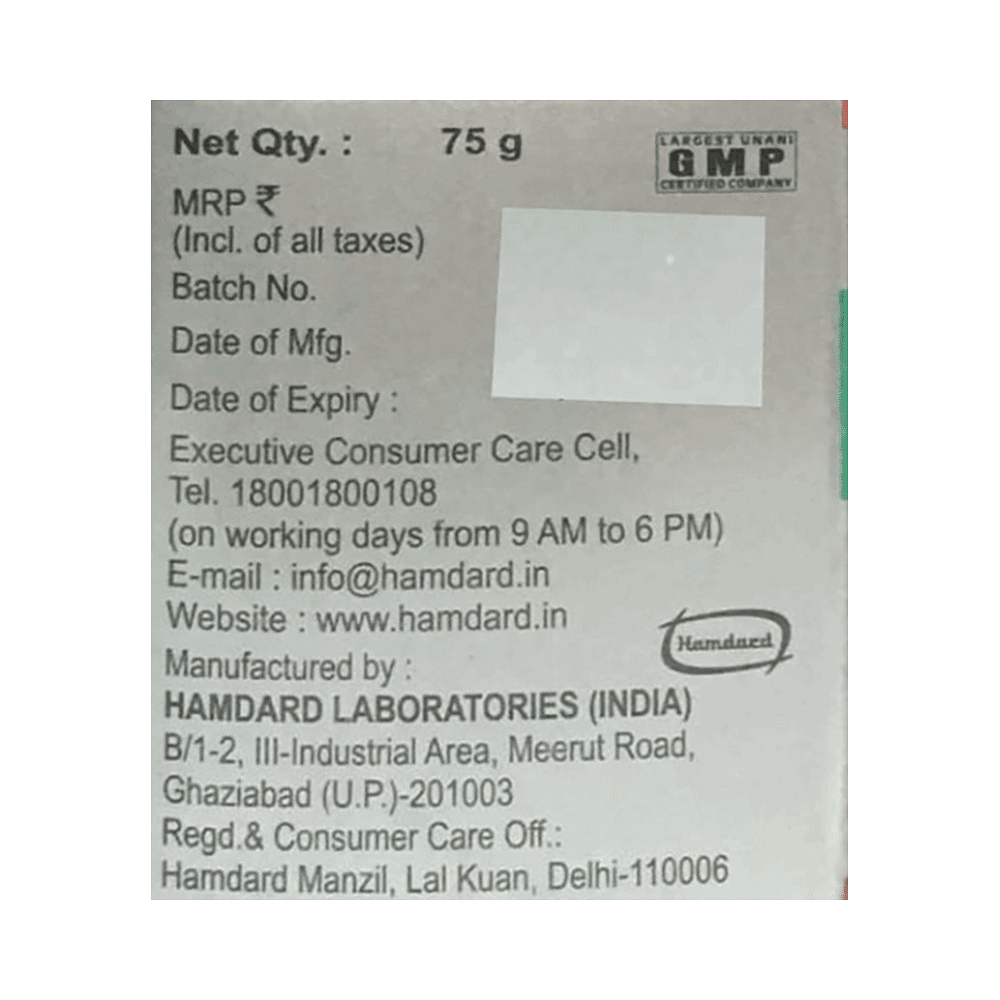 Net Qty. : 75 g
LARGEST UNANI
GMP
CERTIFIED COMPANY
MRP ₹
(Incl. of all taxes)
Batch No.
Date of Mfg.
Date of Expiry :
Executive Consumer Care Cell,
Tel. 18001800108
(on working days from 9 AM to 6 PM)
E-mail : info@hamdard.in
Website : www.hamdard.in
Hamdard
Manufactured by :
HAMDARD LABORATORIES (INDIA)
B/1-2, III-Industrial Area, Meerut Road,
Ghaziabad (U.P.)-201003
Regd.& Consumer Care Off.:
Hamdard Manzil, Lal Kuan, Delhi-110006